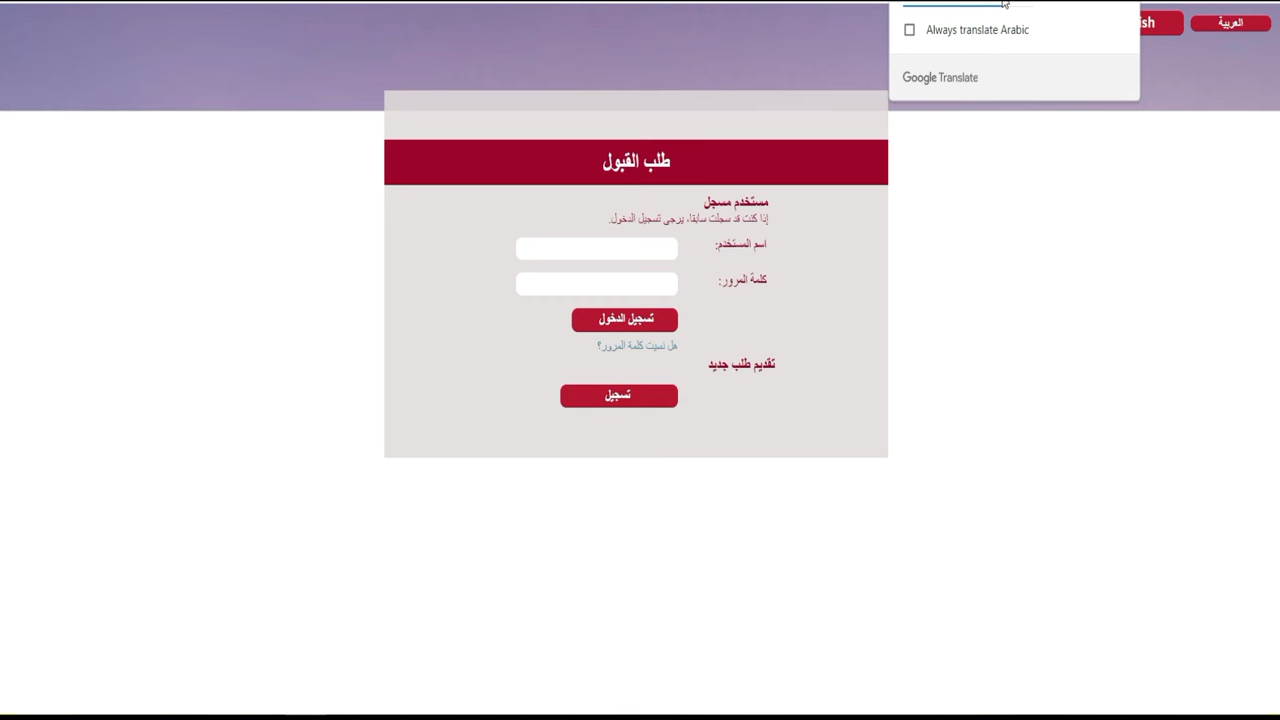 Always translate Arabic
Google Translate
العربية
طلب القبول
مستخدم مسجل
إذا كنت قد سجلت سابقا، يرجى تسجيل الدخول.
اسم المستخدم:
كلمة المرور:
تسجيل الدخول
هل نسيت كلمة المرور؟
تقديم طلب جديد
تسجيل